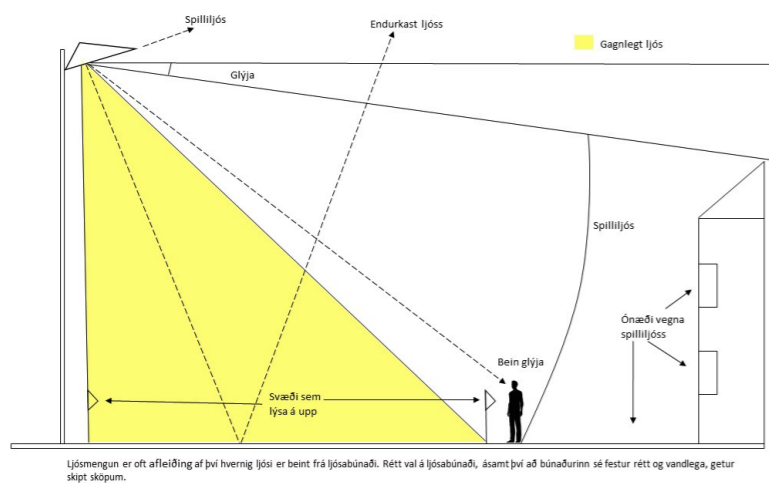 Spilliljós
Endurkast ljóss
Gagnlegt ljós
Glýja
Spilliljós
Ónæði vegna
spilliljóss
Bein glýja
Svæði sem
lýsa á upp
Ljósmengun er oft afleiðing af því hvernig ljósi er beint frá ljósabúnaði. Rétt val á ljósabúnaði, ásamt því að búnaðurinn sé festur rétt og vandlega, getur
skipt sköpum.